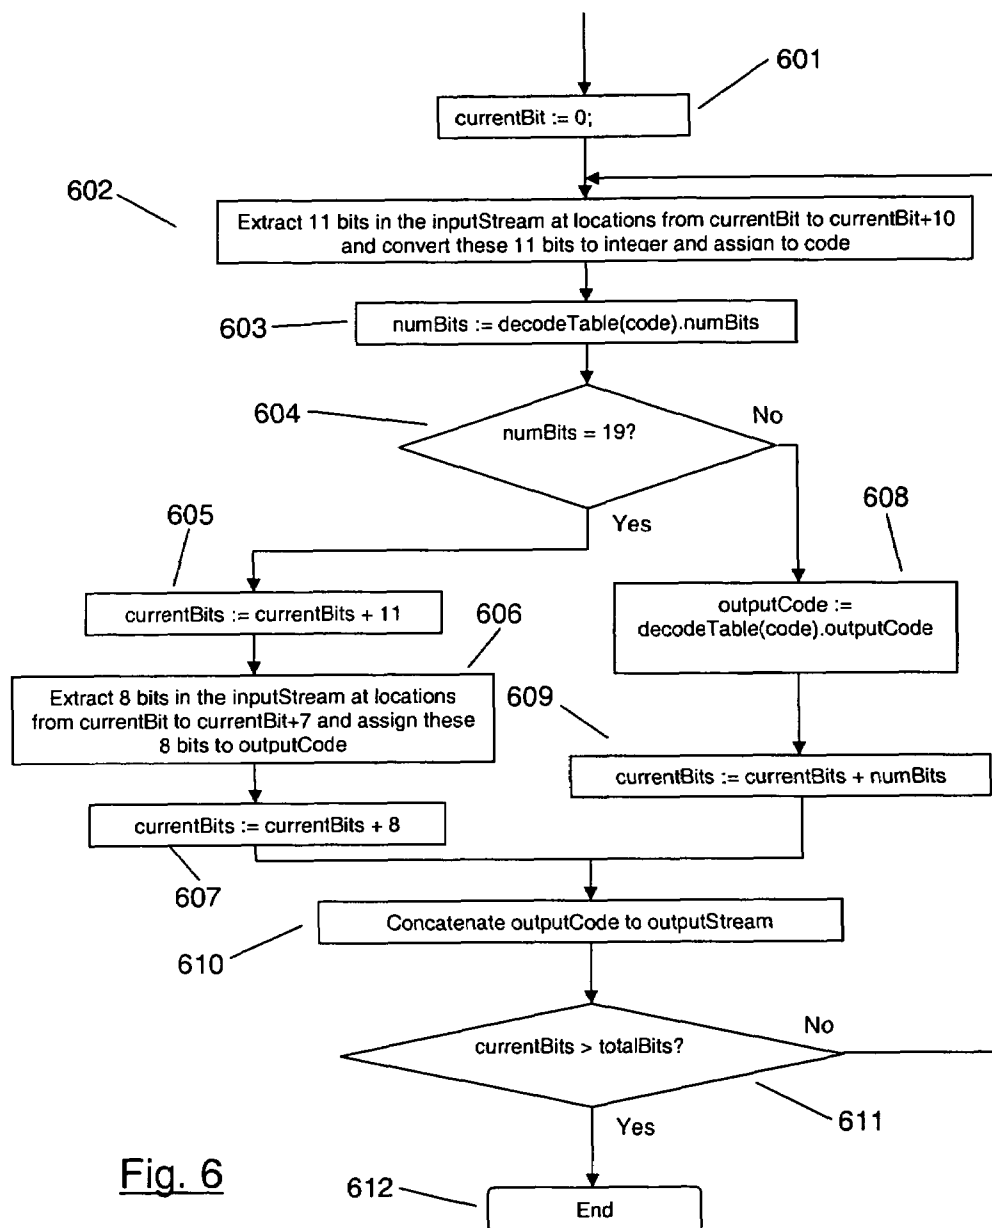 601
currentBit := 0;
602
Extract 11 bits in the inputStream at locations from currentBit to currentBit+10
and convert these 11 bits to integer and assign to code
603
numBits := decodeTable(code).numBits
604
No
numBits = 19?
605
Yes
608
currentBits := currentBits + 11
outputCode :=
decodeTable(code).outputCode
606
Extract 8 bits in the inputStream at locations
from currentBit to currentBit+7 and assign these
8 bits to outputCode
609
currentBits := currentBits + numBits
currentBits := currentBits + 8
607
Concatenate outputCode to outputStream
610
No
currentBits > totalBits?
611
Yes
Fig. 6
612
End